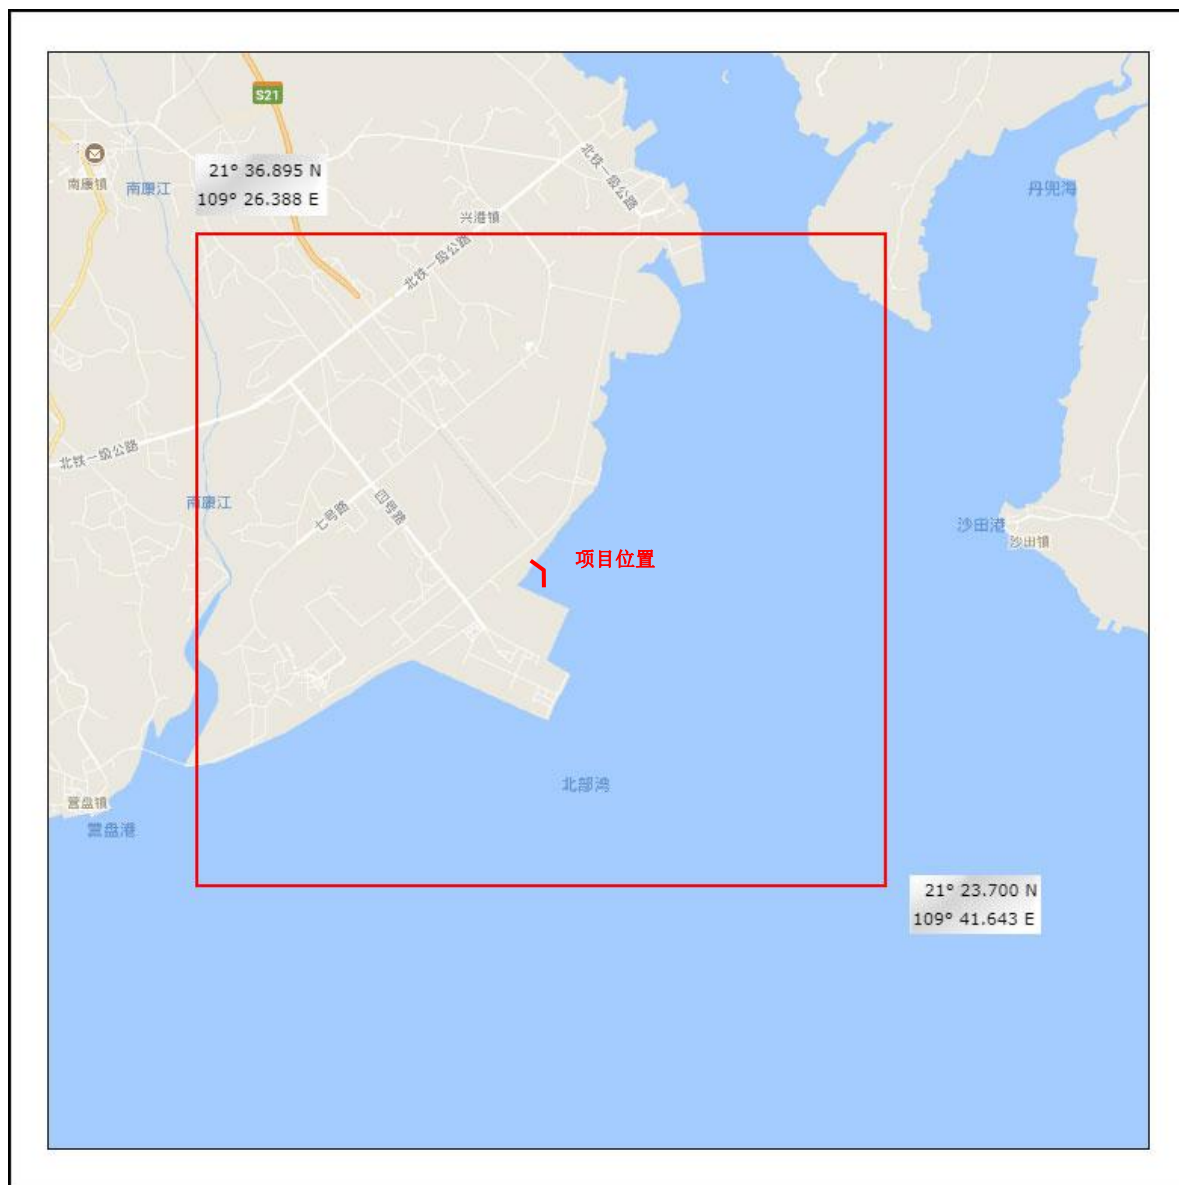 S21
21° 36.895 N
109° 26.388 E
南康镇
南康江
北铁一级公路
丹兜海
兴港镇
北铁一级公路
北铁一级公路
南康江
七号路
四号路
沙田港
沙田镇
项目位置
北部湾
营盘镇
营盘港
21° 23.700 N
109° 41.643 E